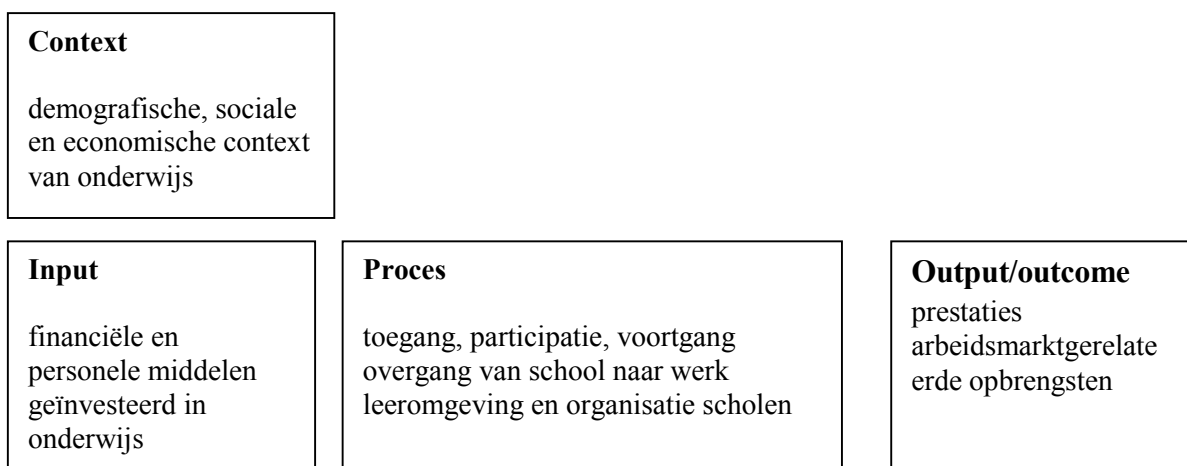 Context
demografische, sociale
en economische context
van onderwijs
Input
financiële en
personele middelen
geïnvesteerd in
onderwijs
Proces
toegang, participatie, voortgang
overgang van school naar werk
leeromgeving en organisatie scholen
Output/outcome
prestaties
arbeidsmarktgerelate
erde opbrengsten